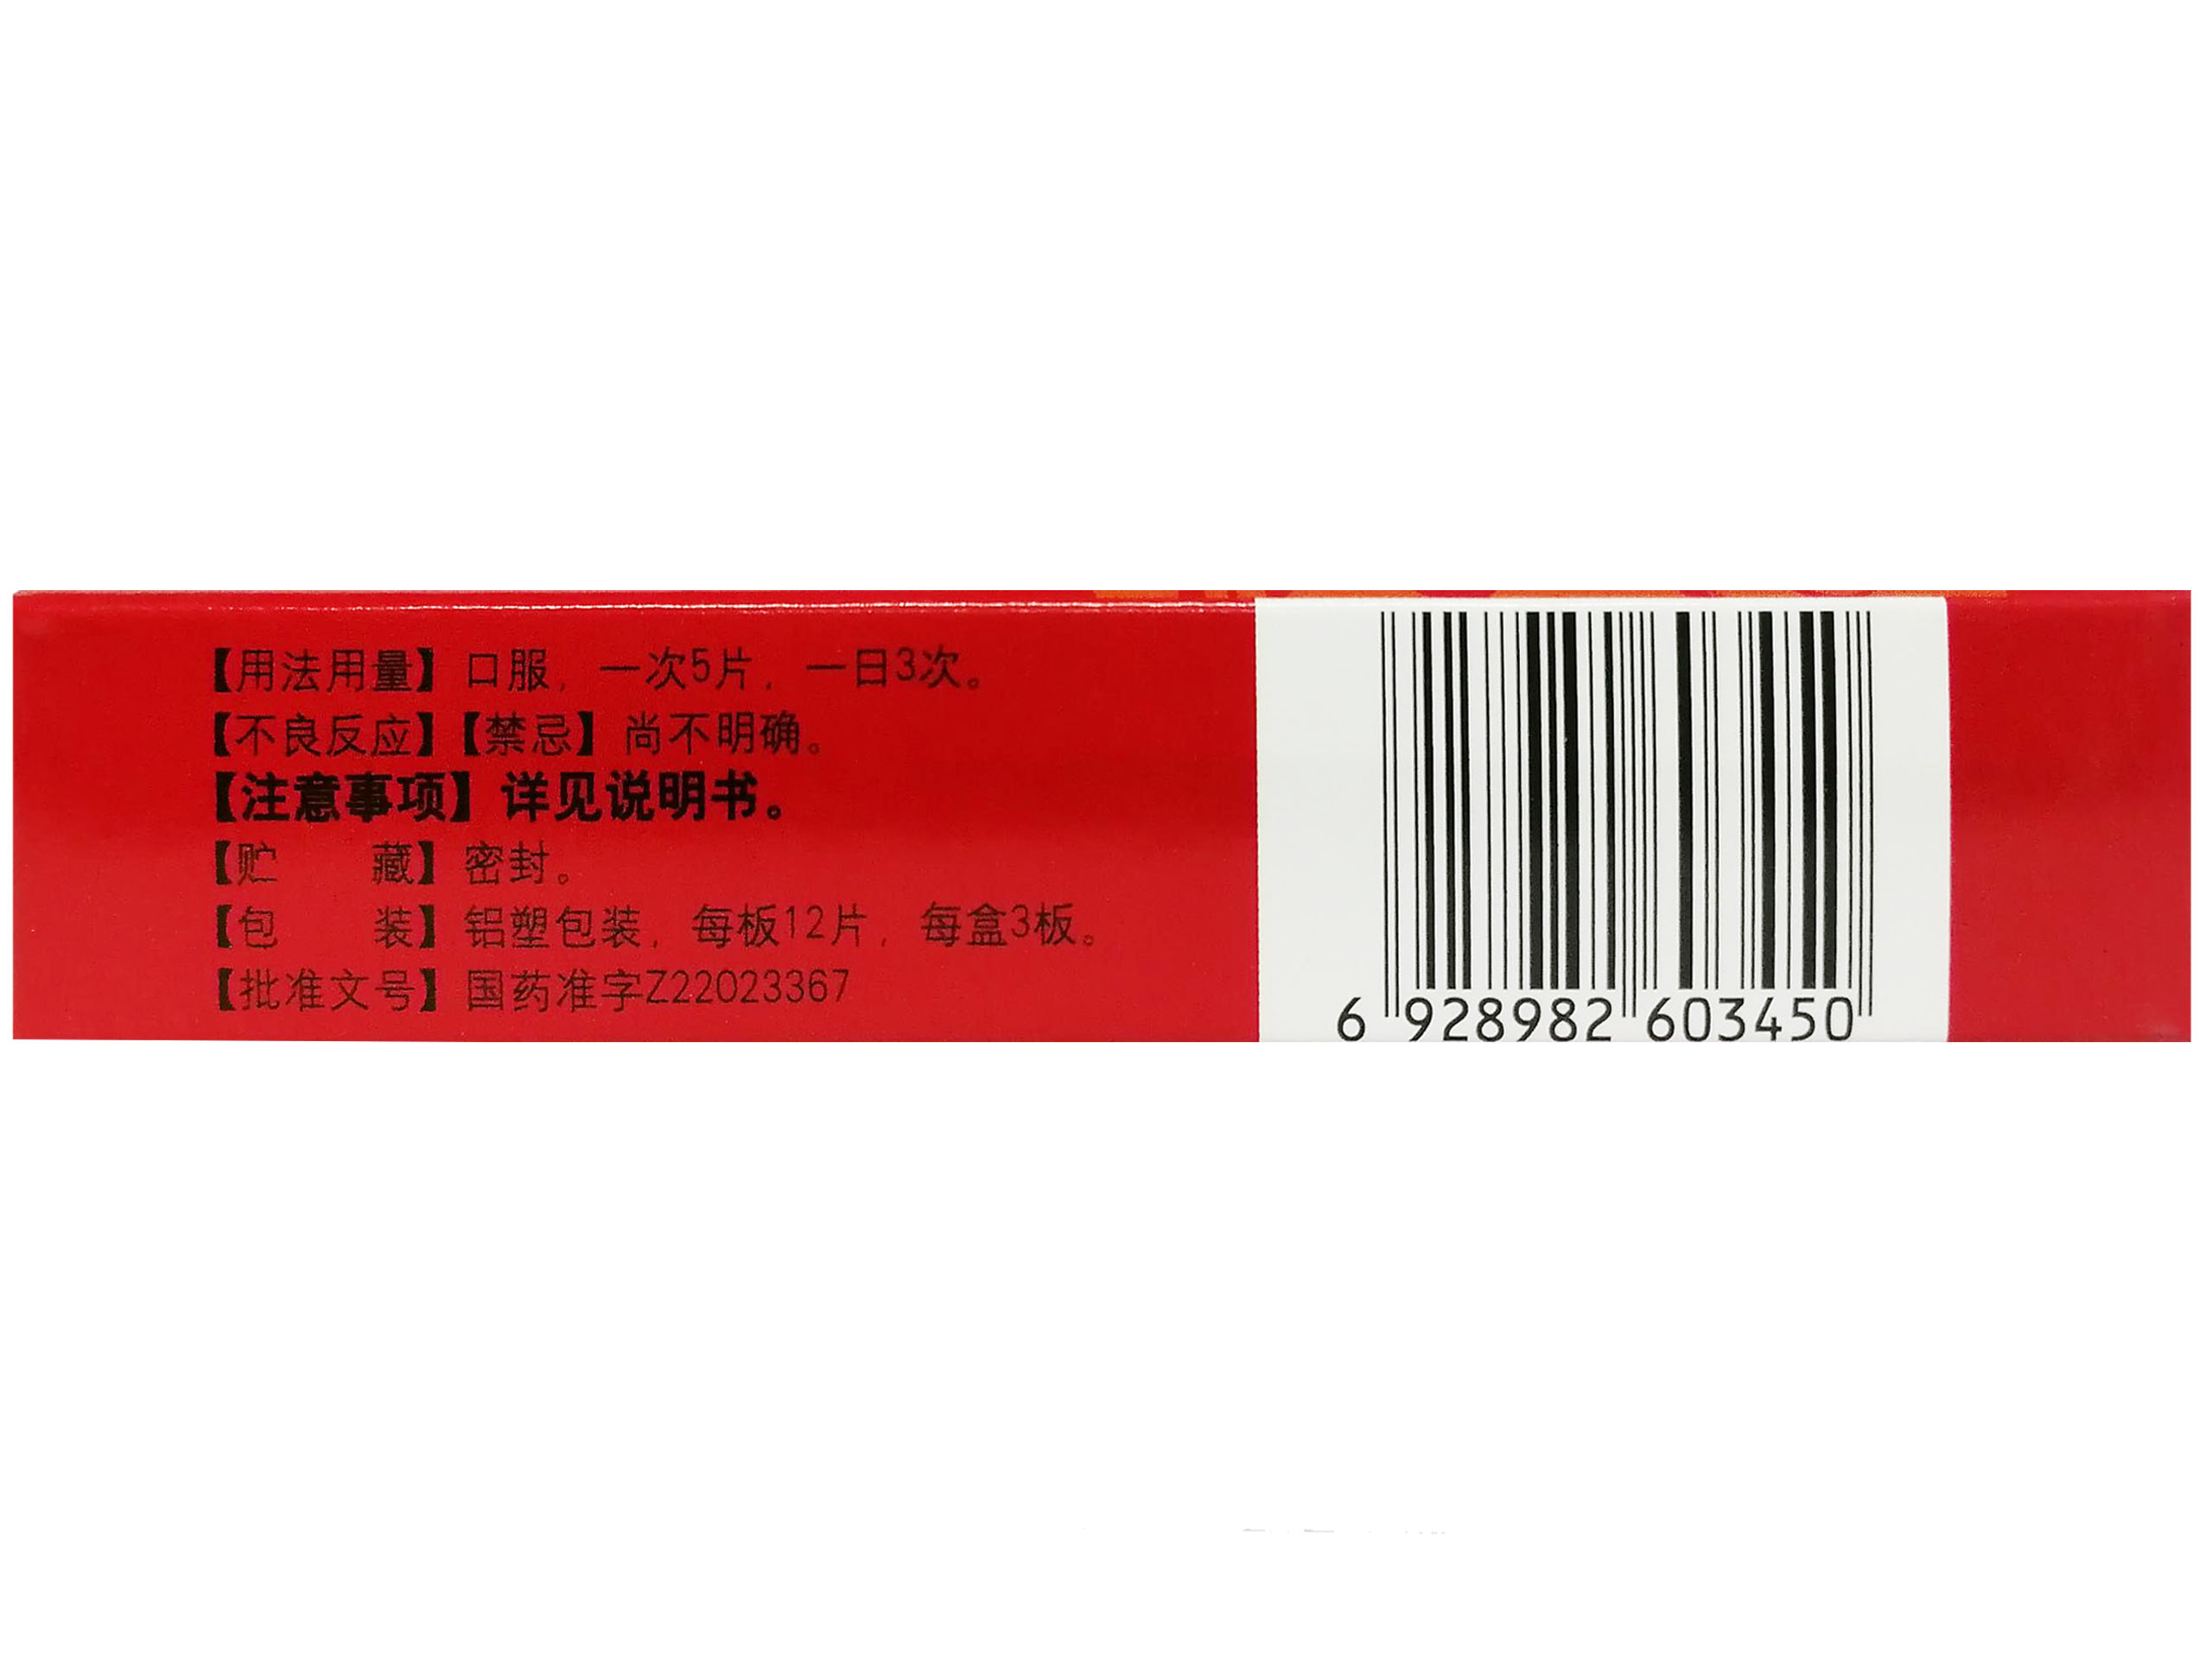 【用法用量】口服，一次5片，一日3次。
【不良反应】【禁忌】尚不明确。
【注意事项】详见说明书。
【贮　　藏】密封。
【包　　装】铝塑包装，每板12片，每盒3板。
【批准文号】国药准字Z22023367
6 928982 603450